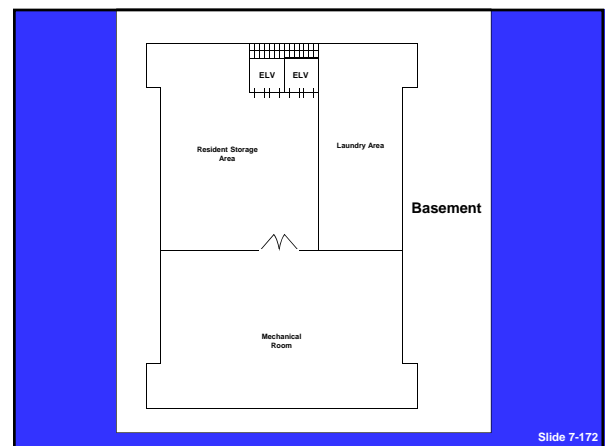 ELV ELV
Resident Storage
Area
Laundry Area
Basement
Mechanical
Room
Slide 7-172